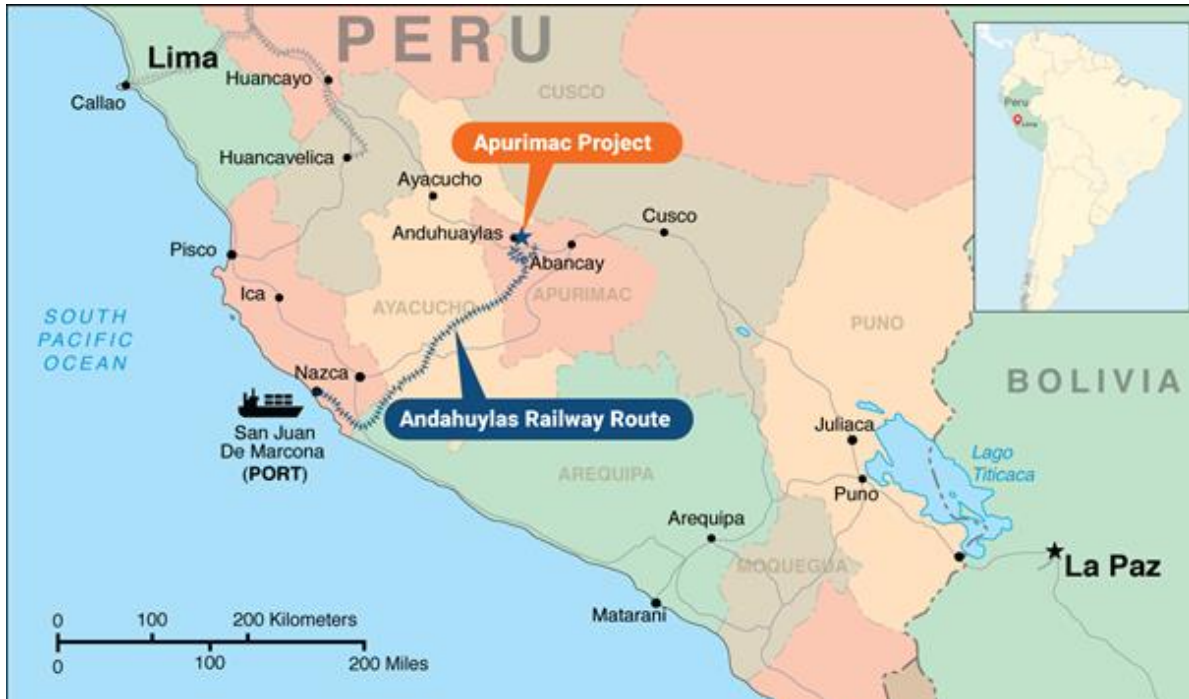 PERU
Lima
Callao
Huancayo
CUSCO
Peru
Lima
Apurimac Project
Huancavelica
Ayacucho
Cusco
Anduhuaylas
Pisco
Abancay
Ica
AYACUCHO
APURIMAC
PUNO
SOUTH
PACIFIC
OCEAN
Nazca
BOLIVIA
Andahuylas Railway Route
San Juan
De Marcona
(PORT)
Juliaca
Lago
Titicaca
AREQUIPA
Puno
Arequipa
MOQUEGUA
La Paz
Matarani
0 100 200 Kilometers
0 100 200 Miles